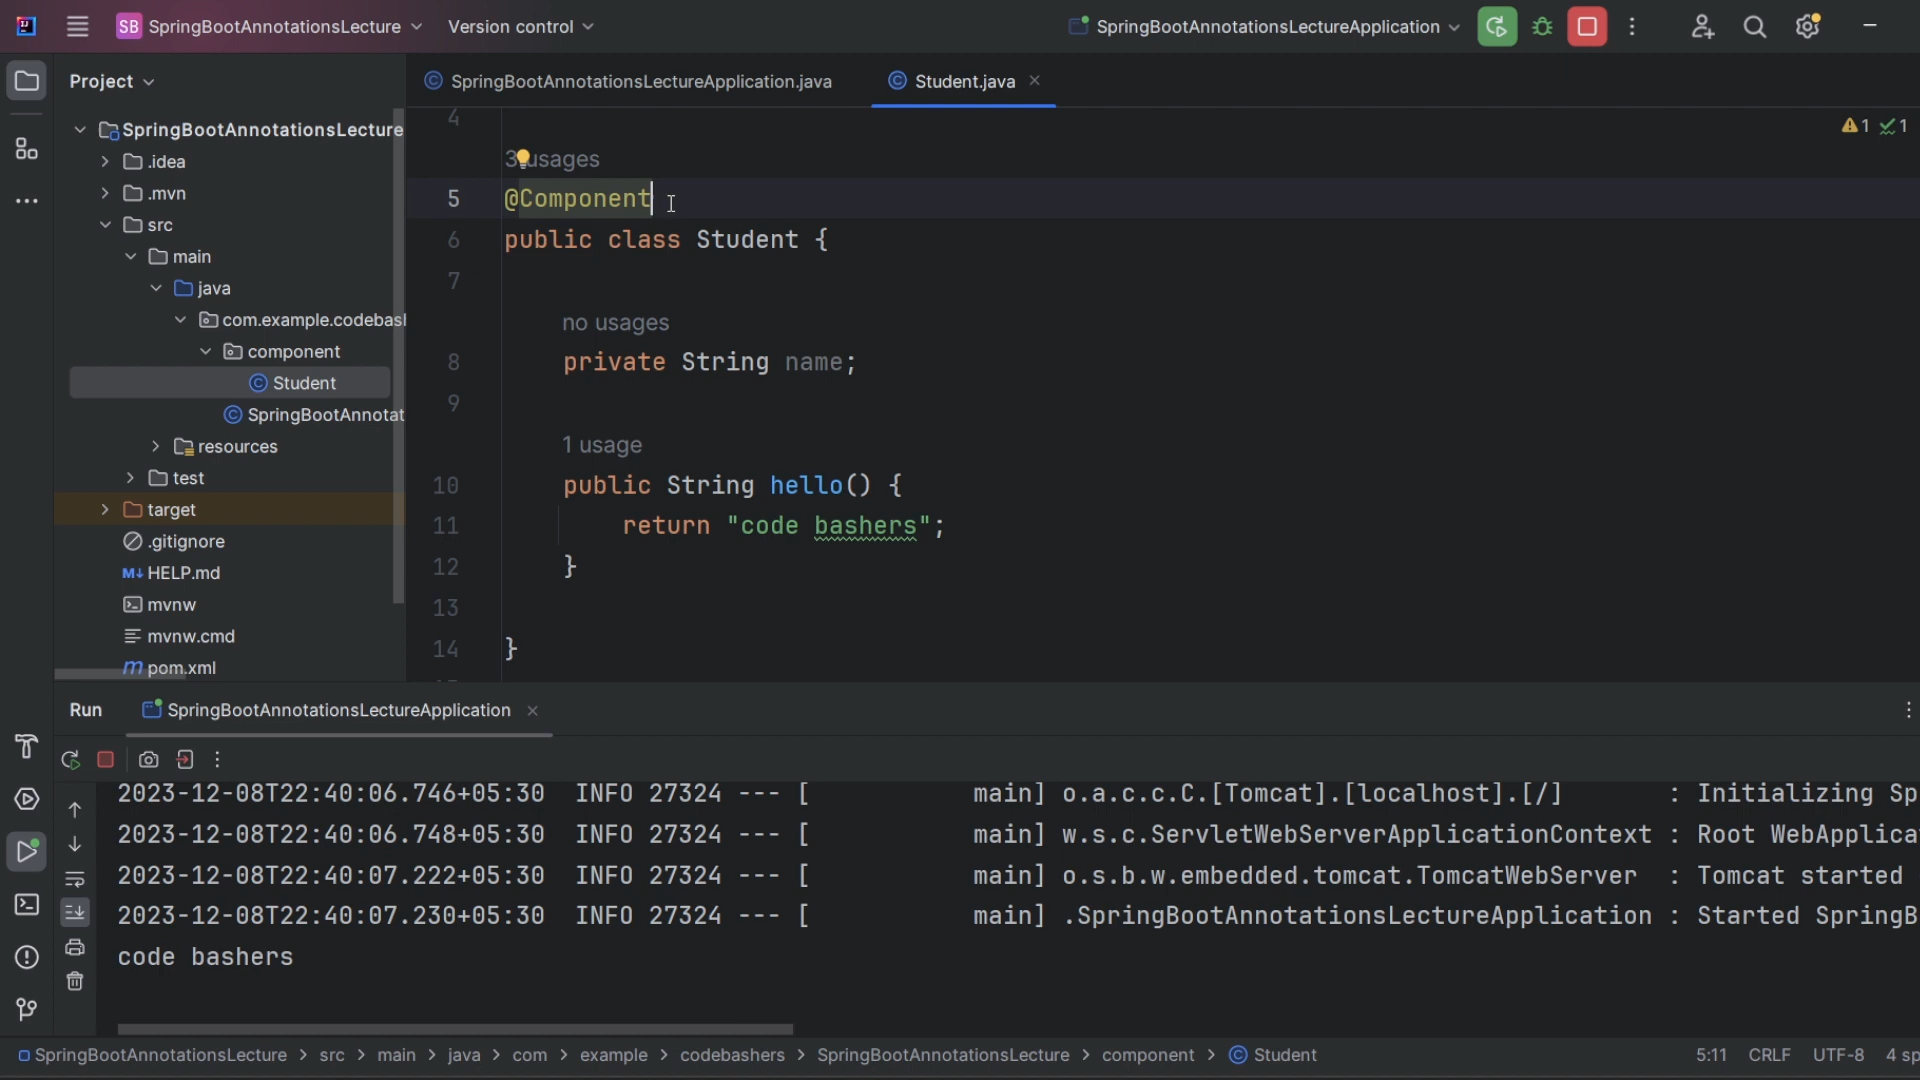 SB SpringBootAnnotationsLecture Version control SpringBootAnnotationsLectureApplication
Project
SpringBootAnnotationsLectureApplication.java Student.java
SpringBootAnnotationsLecture
.idea
.mvn
src
main
java
com.example.codebas
component
Student
SpringBootAnnotat
resources
test
target
.gitignore
HELP.md
mvnw
mvnw.cmd
pom.xml
4
3 usages
1 1
5 @Component
6 public class Student {
7
no usages
8 private String name;
9
1 usage
10 public String hello() {
11 return "code bashers";
12 }
13
14 }
Run SpringBootAnnotationsLectureApplication
2023-12-08T22:40:06.746+05:30 INFO 27324 --- [ main] o.a.c.c.C.[Tomcat].[localhost].[/] : Initializing Sp
2023-12-08T22:40:06.748+05:30 INFO 27324 --- [ main] w.s.c.ServletWebServerApplicationContext : Root WebApplica
2023-12-08T22:40:07.222+05:30 INFO 27324 --- [ main] o.s.b.w.embedded.tomcat.TomcatWebServer : Tomcat started
2023-12-08T22:40:07.230+05:30 INFO 27324 --- [ main] .SpringBootAnnotationsLectureApplication : Started SpringB
code bashers
SpringBootAnnotationsLecture > src > main > java > com > example > codebashers > SpringBootAnnotationsLecture > component > Student 5:11 CRLF UTF-8 4 sp